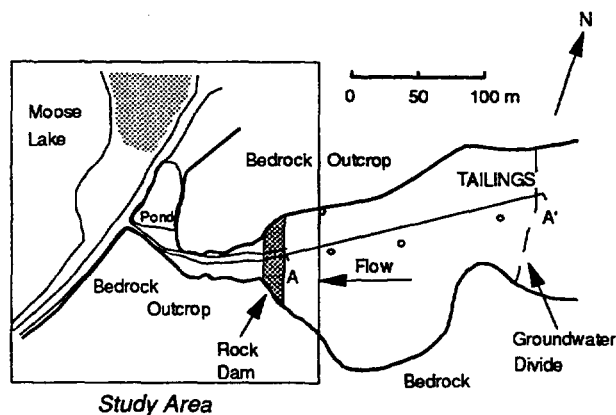 N
0 50 100 m
Moose
Lake
Bedrock Outcrop
TAILINGS
Pond
A'
A
Flow
Bedrock
Outcrop
Rock
Dam
Groundwater
Divide
Bedrock
Study Area